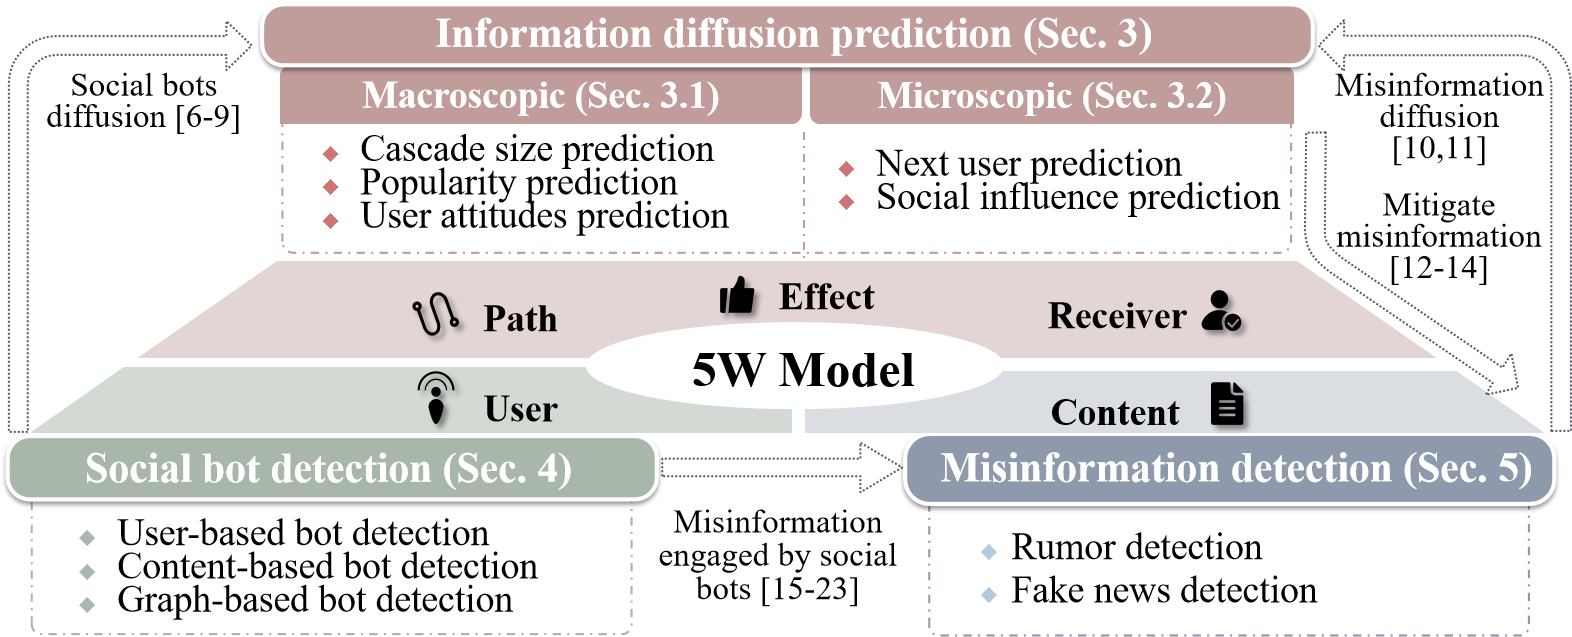 Information diffusion prediction (Sec. 3)
Macroscopic (Sec. 3.1)
Microscopic (Sec. 3.2)
Cascade size prediction
Popularity prediction
User attitudes prediction
Next user prediction
Social influence prediction
Social bots
diffusion [6-9]
Misinformation
diffusion
[10,11]
Mitigate
misinformation
[12-14]
Path
Effect
Receiver
5W Model
User
Content
Social bot detection (Sec. 4)
User-based bot detection
Content-based bot detection
Graph-based bot detection
Misinformation
engaged by social
bots [15-23]
Misinformation detection (Sec. 5)
Rumor detection
Fake news detection